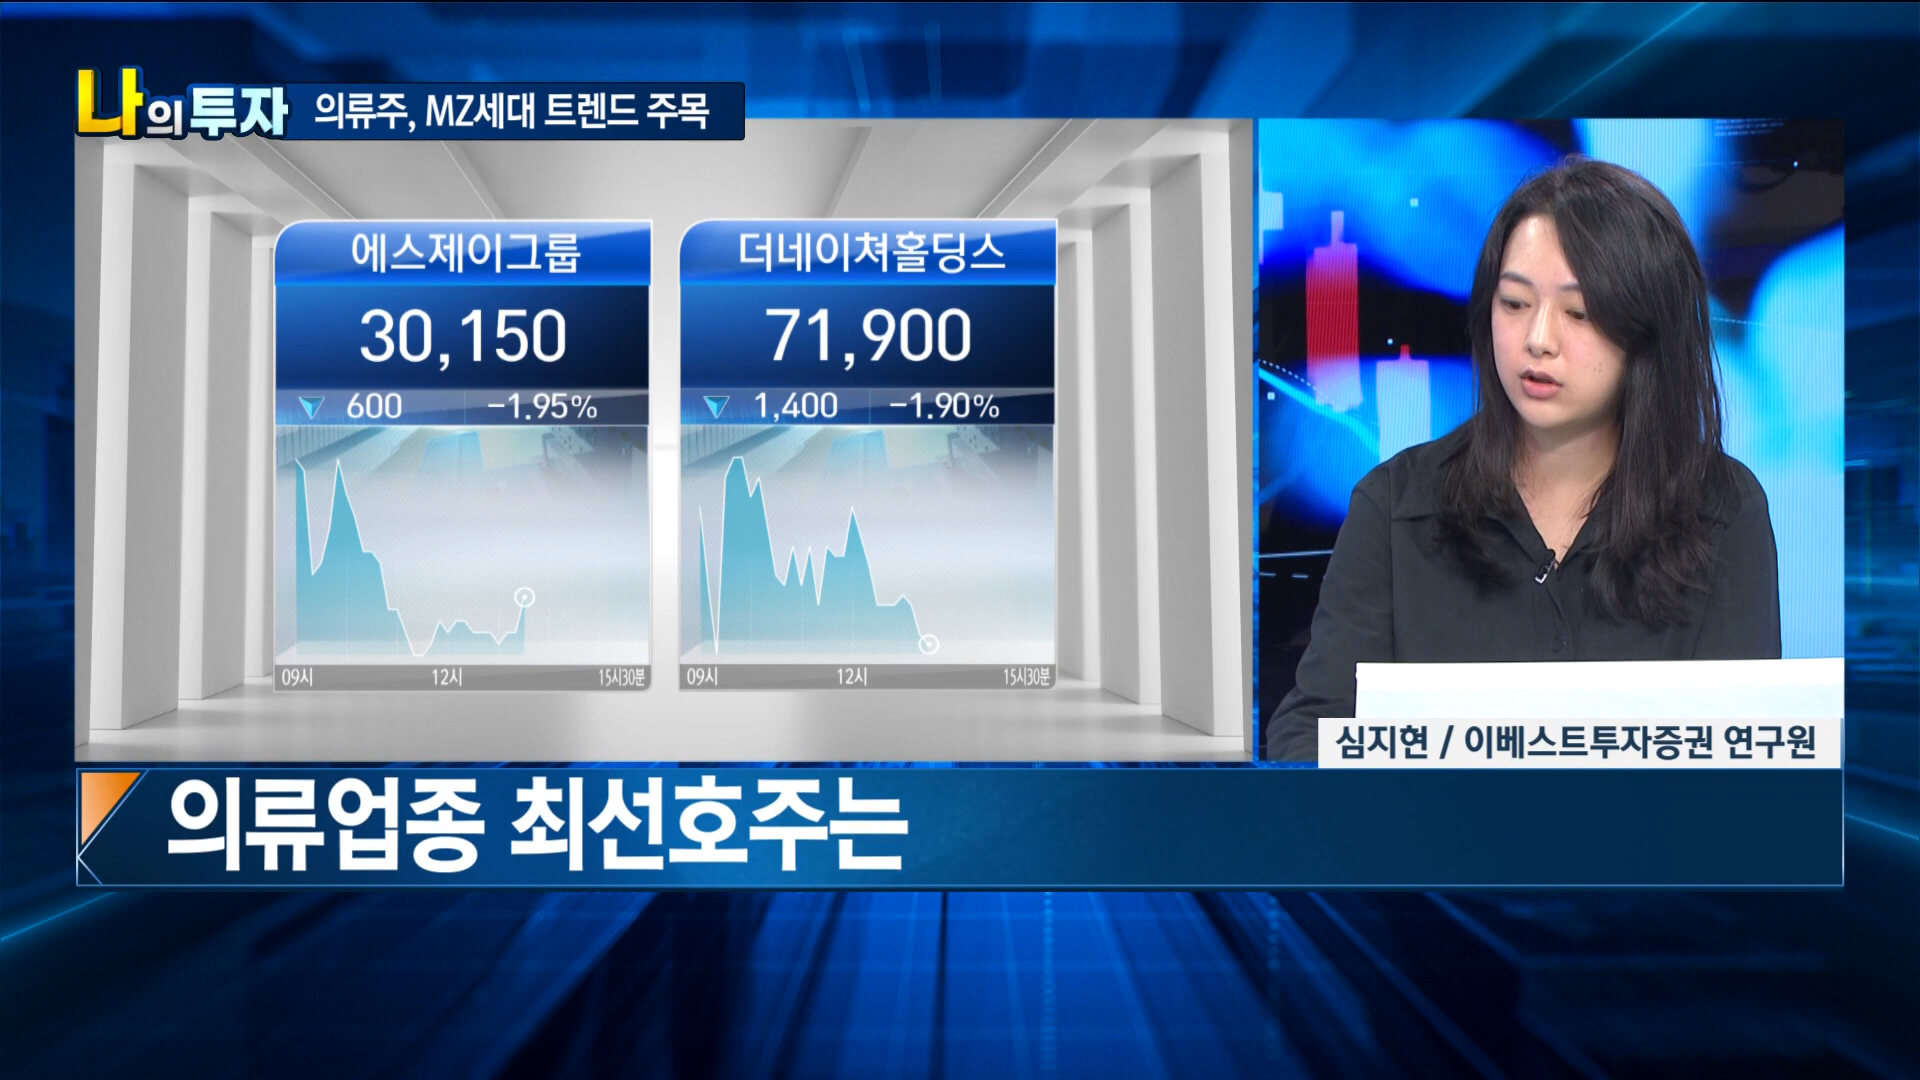 나의투자 의류주, MZ세대 트렌드 주목
에스제이그룹
30,150
▼ 600 -1.95%
09시 12시 15시30분
더네이쳐홀딩스
71,900
▼ 1,400 -1.90%
09시 12시 15시30분
심지현 / 이베스트투자증권 연구원
의류업종 최선호주는